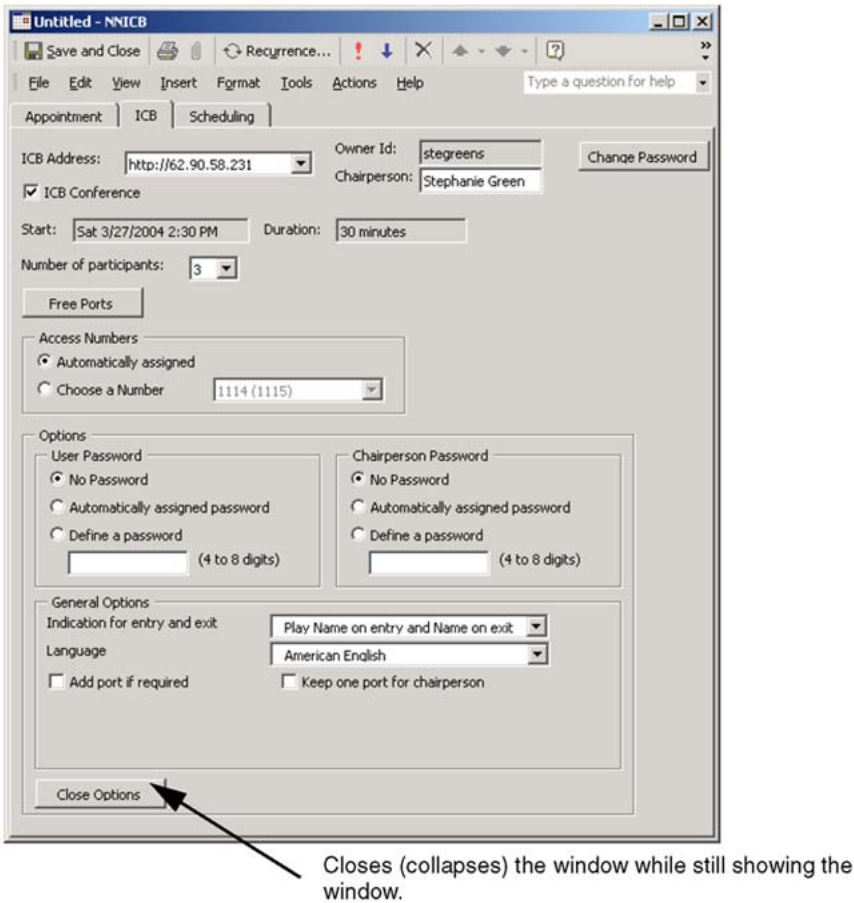 Untitled - NNICB
Save and Close Recurrence...
File Edit View Insert Format Tools Actions Help Type a question for help
Appointment ICB Scheduling
ICB Address: http://62.90.58.231 Owner Id: stegreens Change Password
Chairperson: Stephanie Green
ICB Conference
Start: Sat 3/27/2004 2:30 PM Duration: 30 minutes
Number of participants: 3
Free Ports
Access Numbers
Automatically assigned
Choose a Number 1114 (1115)
Options
User Password Chairperson Password
No Password No Password
Automatically assigned password Automatically assigned password
Define a password Define a password
(4 to 8 digits) (4 to 8 digits)
General Options
Indication for entry and exit Play Name on entry and Name on exit
Language American English
Add port if required Keep one port for chairperson
Close Options
Closes (collapses) the window while still showing the
window.